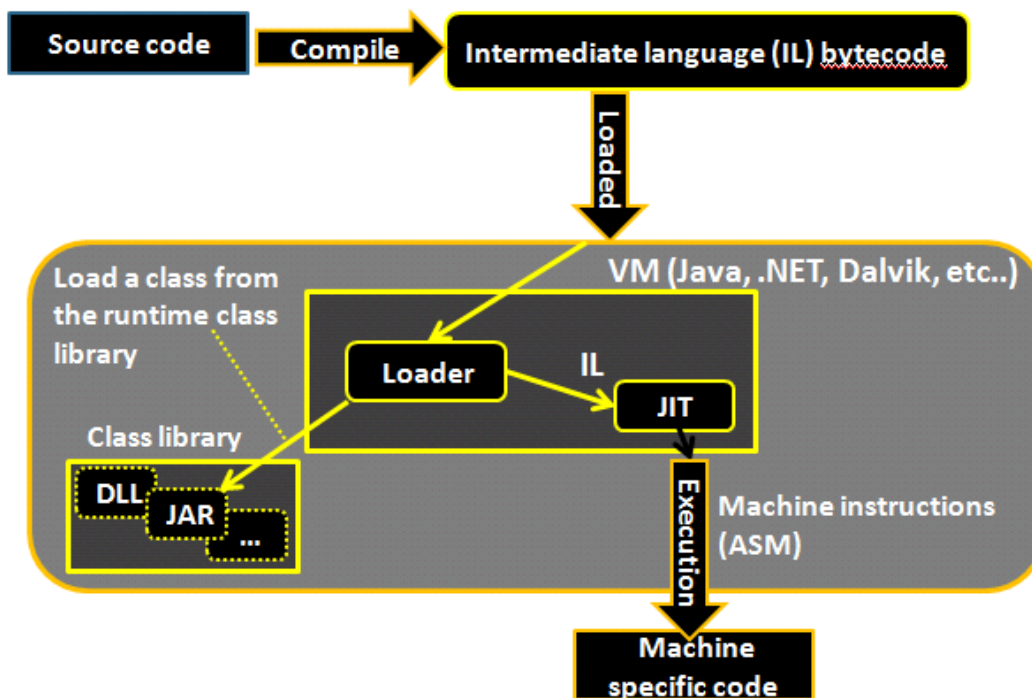 Source code
Compile
Intermediate language (IL) bytecode
Loaded
VM (Java, .NET, Dalvik, etc..)
Load a class from
the runtime class
library
Loader
IL
JIT
Class library
DLL
JAR
...
Execution
Machine instructions
(ASM)
Machine
specific code